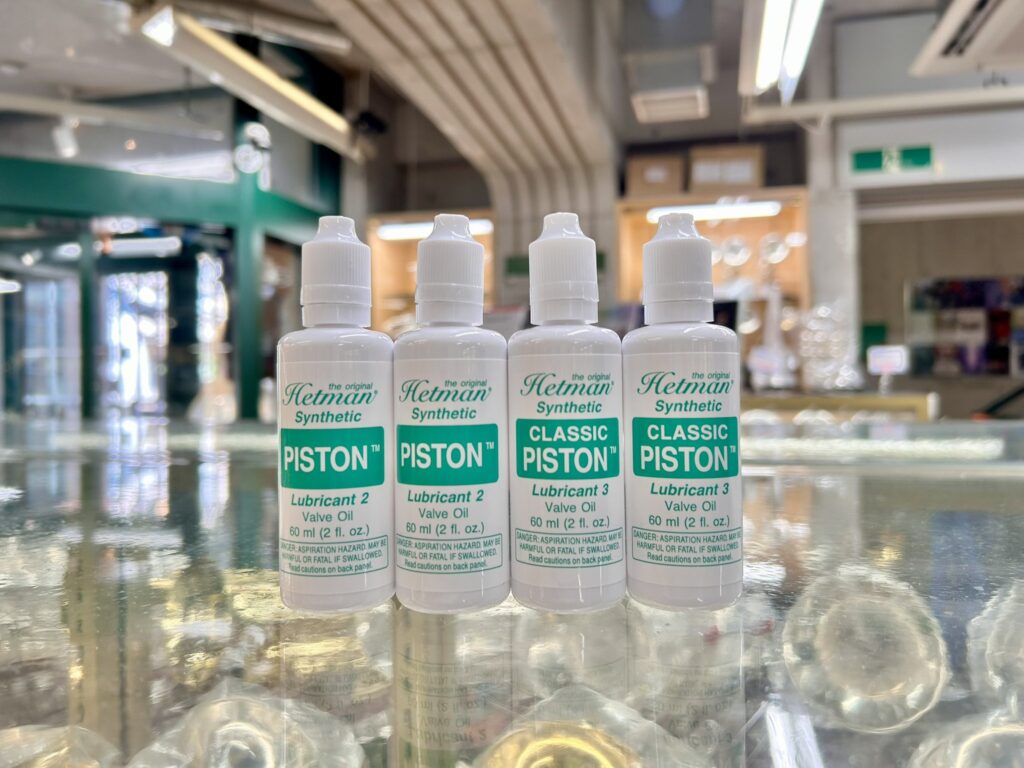 the original
Hetman®
Synthetic
PISTON™
Lubricant 2
Valve Oil
60 ml (2 fl. oz.)
DANGER: ASPIRATION HAZARD. MAY BE
HARMFUL OR FATAL IF SWALLOWED.
Read cautions on back panel.
the original
Hetman®
Synthetic
PISTON™
Lubricant 2
Valve Oil
60 ml (2 fl. oz.)
DANGER: ASPIRATION HAZARD. MAY BE
HARMFUL OR FATAL IF SWALLOWED.
Read cautions on back panel.
the original
Hetman®
Synthetic
CLASSIC
PISTON™
Lubricant 3
Valve Oil
60 ml (2 fl. oz.)
DANGER: ASPIRATION HAZARD. MAY BE
HARMFUL OR FATAL IF SWALLOWED.
Read cautions on back panel.
the original
Hetman®
Synthetic
CLASSIC
PISTON™
Lubricant 3
Valve Oil
60 ml (2 fl. oz.)
DANGER: ASPIRATION HAZARD. MAY BE
HARMFUL OR FATAL IF SWALLOWED.
Read cautions on back panel.